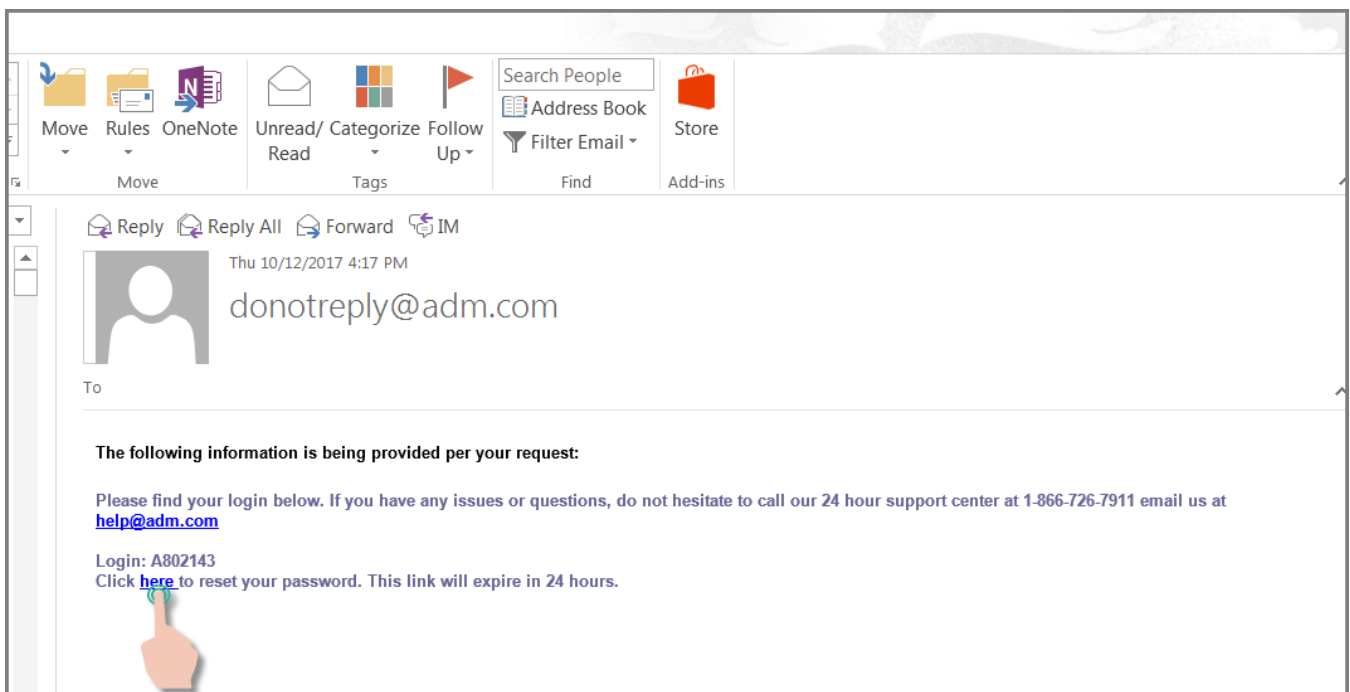 Search People
Address Book
Filter Email
Move Rules OneNote Unread/ Categorize Follow Store
Read Up
Move Tags Find Add-ins
Reply Reply All Forward IM
Thu 10/12/2017 4:17 PM
donotreply@adm.com
To
The following information is being provided per your request:
Please find your login below. If you have any issues or questions, do not hesitate to call our 24 hour support center at 1-866-726-7911 email us at
help@adm.com
Login: A802143
Click here to reset your password. This link will expire in 24 hours.